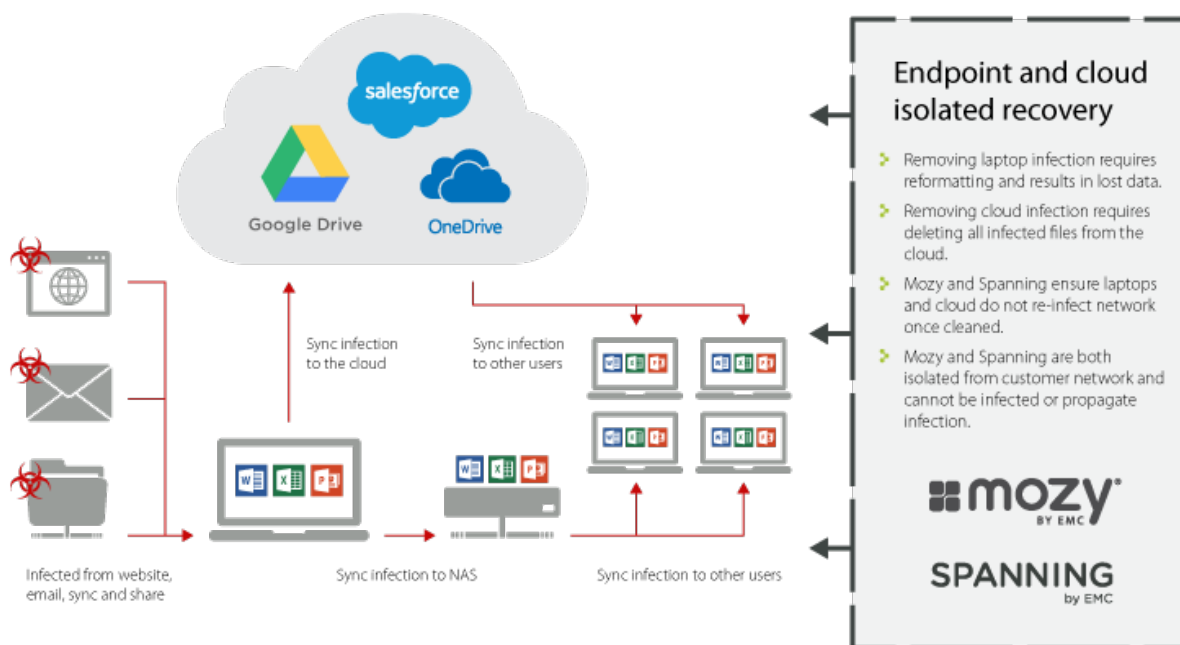 salesforce
Google Drive
OneDrive
Sync infection
to the cloud
Sync infection
to other users
W X P
W X P
W X P
W X P
W X P
W X P
Infected from website,
email, sync and share
Sync infection to NAS
Sync infection to other users
Endpoint and cloud
isolated recovery
Removing laptop infection requires
reformatting and results in lost data.
Removing cloud infection requires
deleting all infected files from the
cloud.
Mozy and Spanning ensure laptops
and cloud do not re-infect network
once cleaned.
Mozy and Spanning are both
isolated from customer network and
cannot be infected or propagate
infection.
mozy®
BY EMC
SPANNING
by EMC